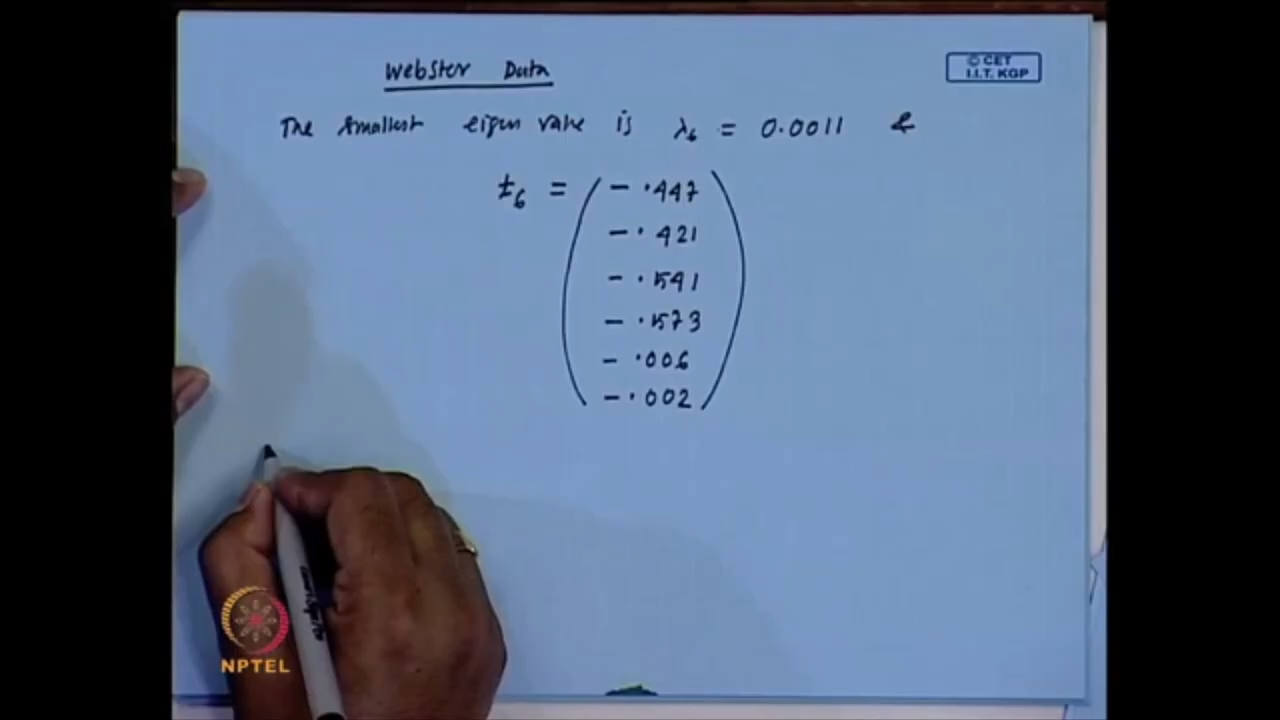 Webster Data
© CET
I.I.T. KGP
The smallest eigen value is λ₆ = 0.0011 &
t₆ = ( - .447
- .421
- .541
- .573
- .006
- .002 )
NPTEL